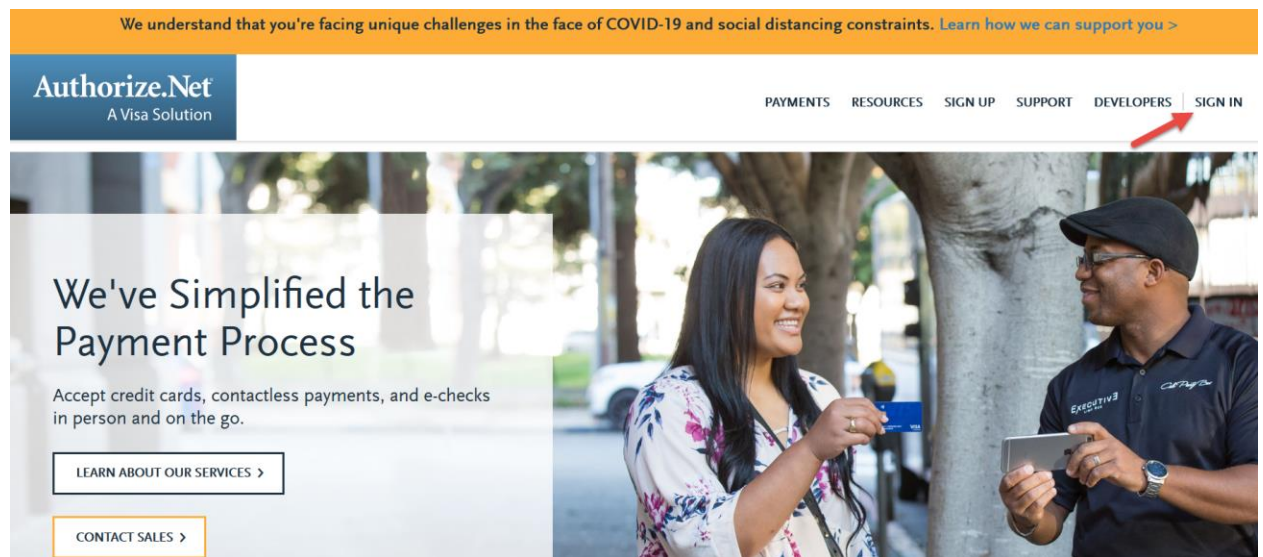 We understand that you're facing unique challenges in the face of COVID-19 and social distancing constraints. Learn how we can support you >
Authorize.Net
A Visa Solution
PAYMENTS RESOURCES SIGN UP SUPPORT DEVELOPERS SIGN IN
We've Simplified the
Payment Process
Accept credit cards, contactless payments, and e-checks
in person and on the go.
LEARN ABOUT OUR SERVICES >
CONTACT SALES >
VISA
EXECUTIV3